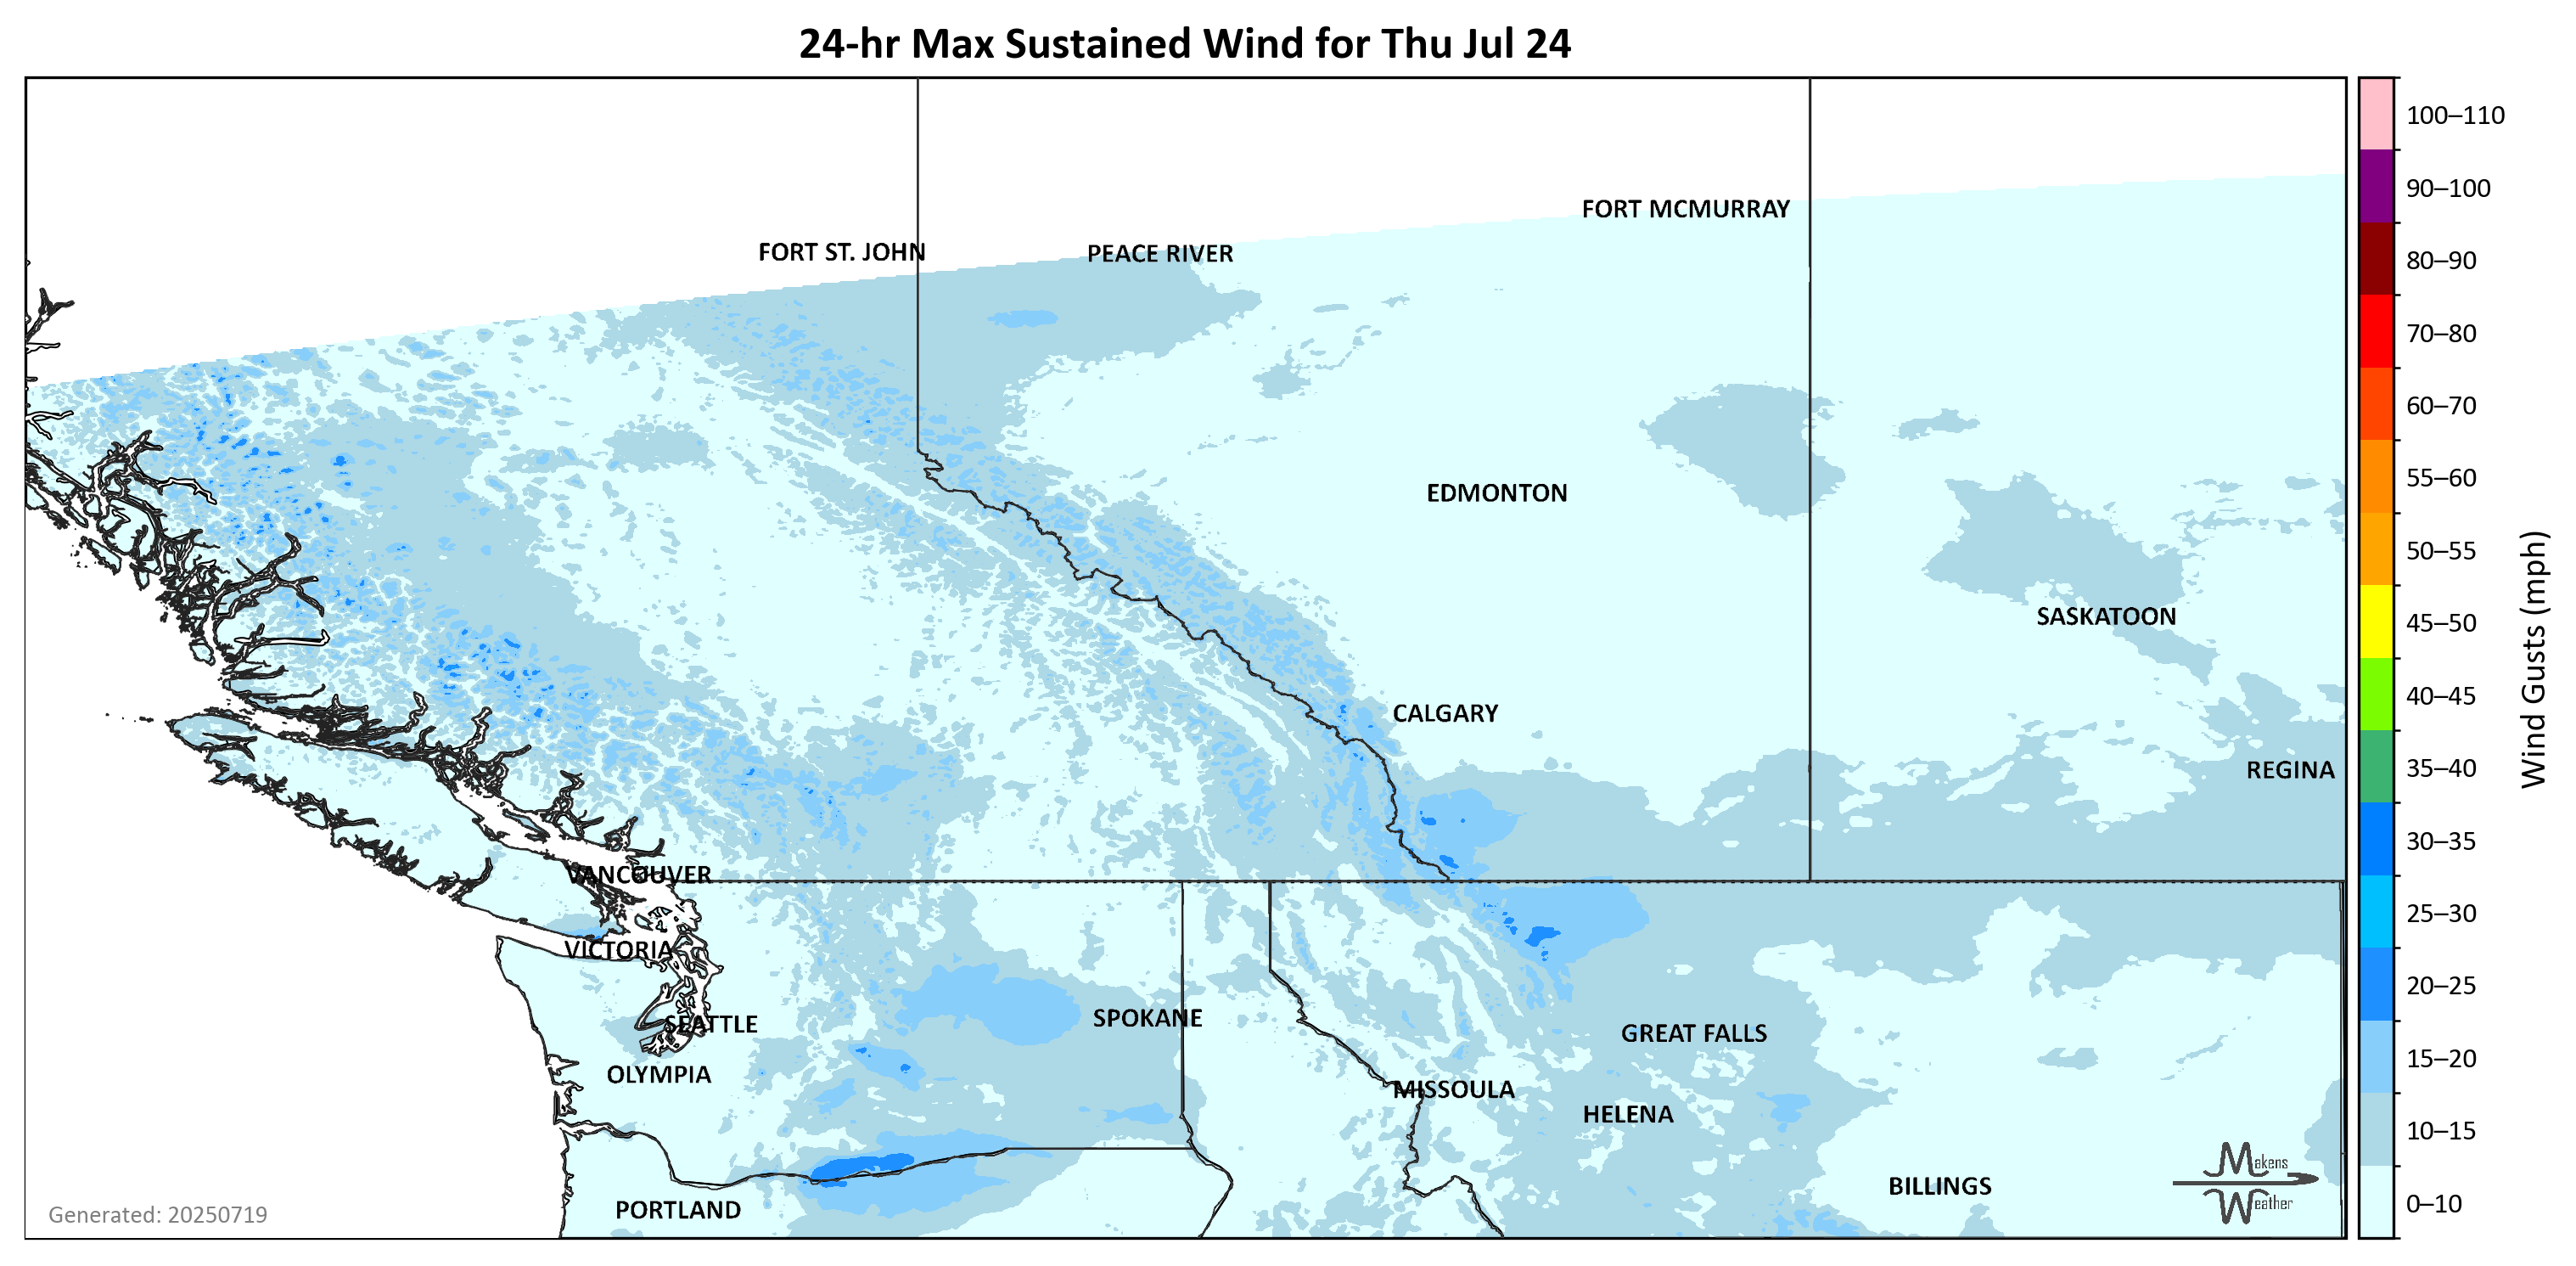 24-hr Max Sustained Wind for Thu Jul 24
100–110
90–100
80–90
70–80
60–70
55–60
50–55
45–50
40–45
35–40
30–35
25–30
20–25
15–20
10–15
0–10
Wind Gusts (mph)
FORT MCMURRAY
FORT ST. JOHN
PEACE RIVER
EDMONTON
SASKATOON
CALGARY
REGINA
VANCOUVER
VICTORIA
SPOKANE
SEATTLE
GREAT FALLS
OLYMPIA
MISSOULA
HELENA
BILLINGS
PORTLAND
Makens
Weather
Generated: 20250719